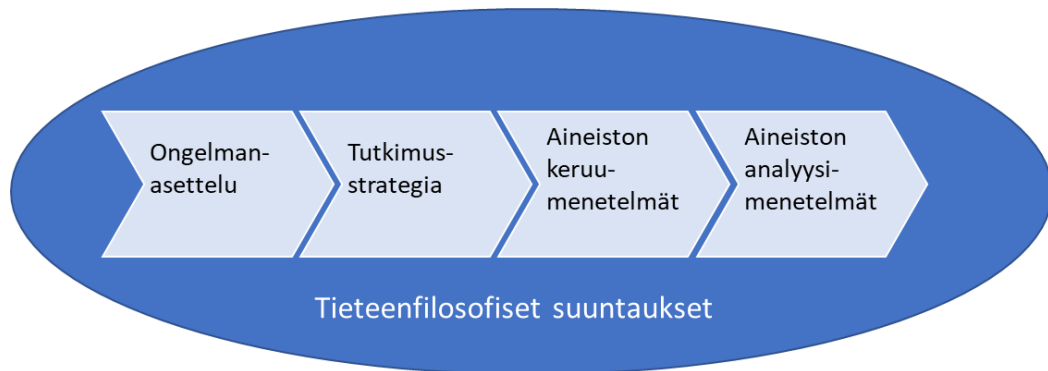 Ongelman-
asettelu
Tutkimus-
strategia
Aineiston
keruu-
menetelmät
Aineiston
analyysi-
menetelmät
Tieteenfilosofiset suuntaukset